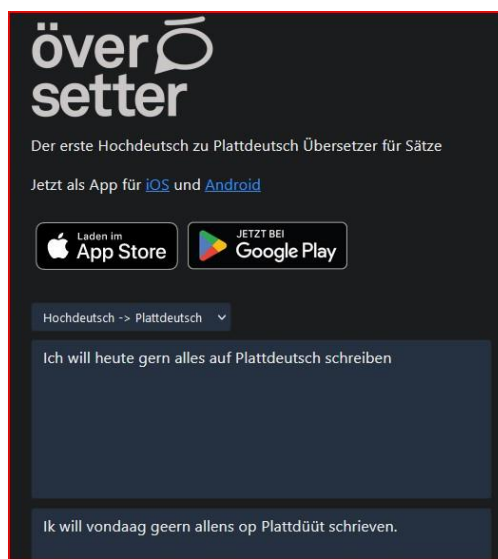 över
setter
Der erste Hochdeutsch zu Plattdeutsch Übersetzer für Sätze
Jetzt als App für iOS und Android
Laden im
App Store
JETZT BEI
Google Play
Hochdeutsch -> Plattdeutsch
Ich will heute gern alles auf Plattdeutsch schreiben
Ik will vondaag geern allens op Plattdüüt schrieven.